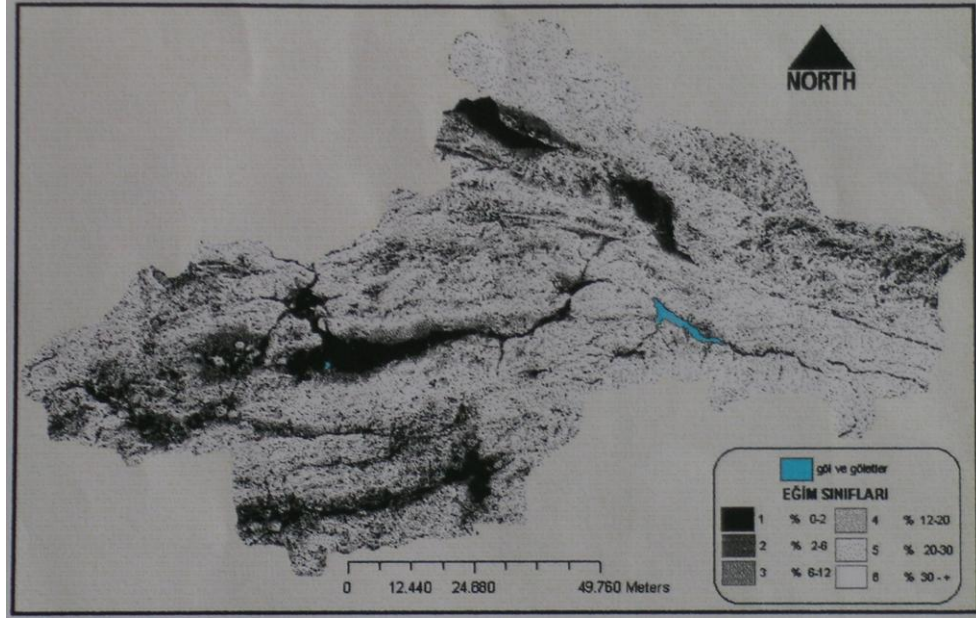 NORTH
göl ve göletler
EĞİM SINIFLARI
1 % 0-2 4 % 12-20
2 % 2-6 5 % 20-30
3 % 6-12 6 % 30-+
0 12.440 24.880 49.760 Meters